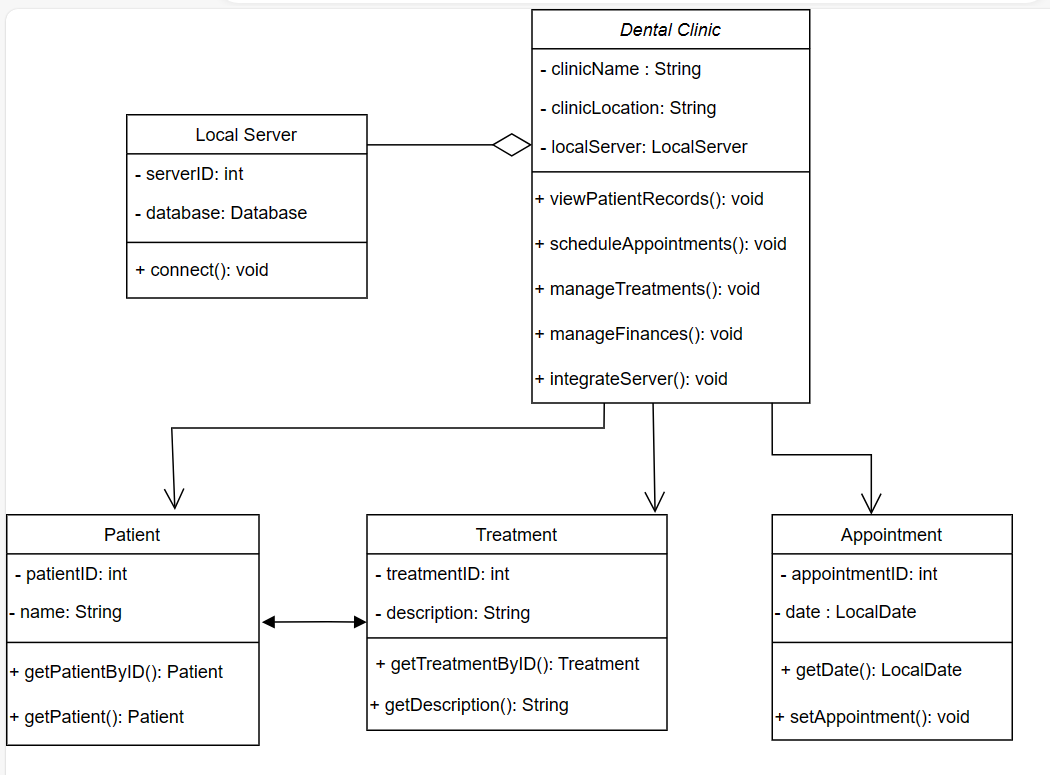 Dental Clinic
- clinicName : String
- clinicLocation: String
- localServer: LocalServer
+ viewPatientRecords(): void
+ scheduleAppointments(): void
+ manageTreatments(): void
+ manageFinances(): void
+ integrateServer(): void
Local Server
- serverID: int
- database: Database
+ connect(): void
Patient
- patientID: int
- name: String
+ getPatientByID(): Patient
+ getPatient(): Patient
Treatment
- treatmentID: int
- description: String
+ getTreatmentByID(): Treatment
+ getDescription(): String
Appointment
- appointmentID: int
- date : LocalDate
+ getDate(): LocalDate
+ setAppointment(): void